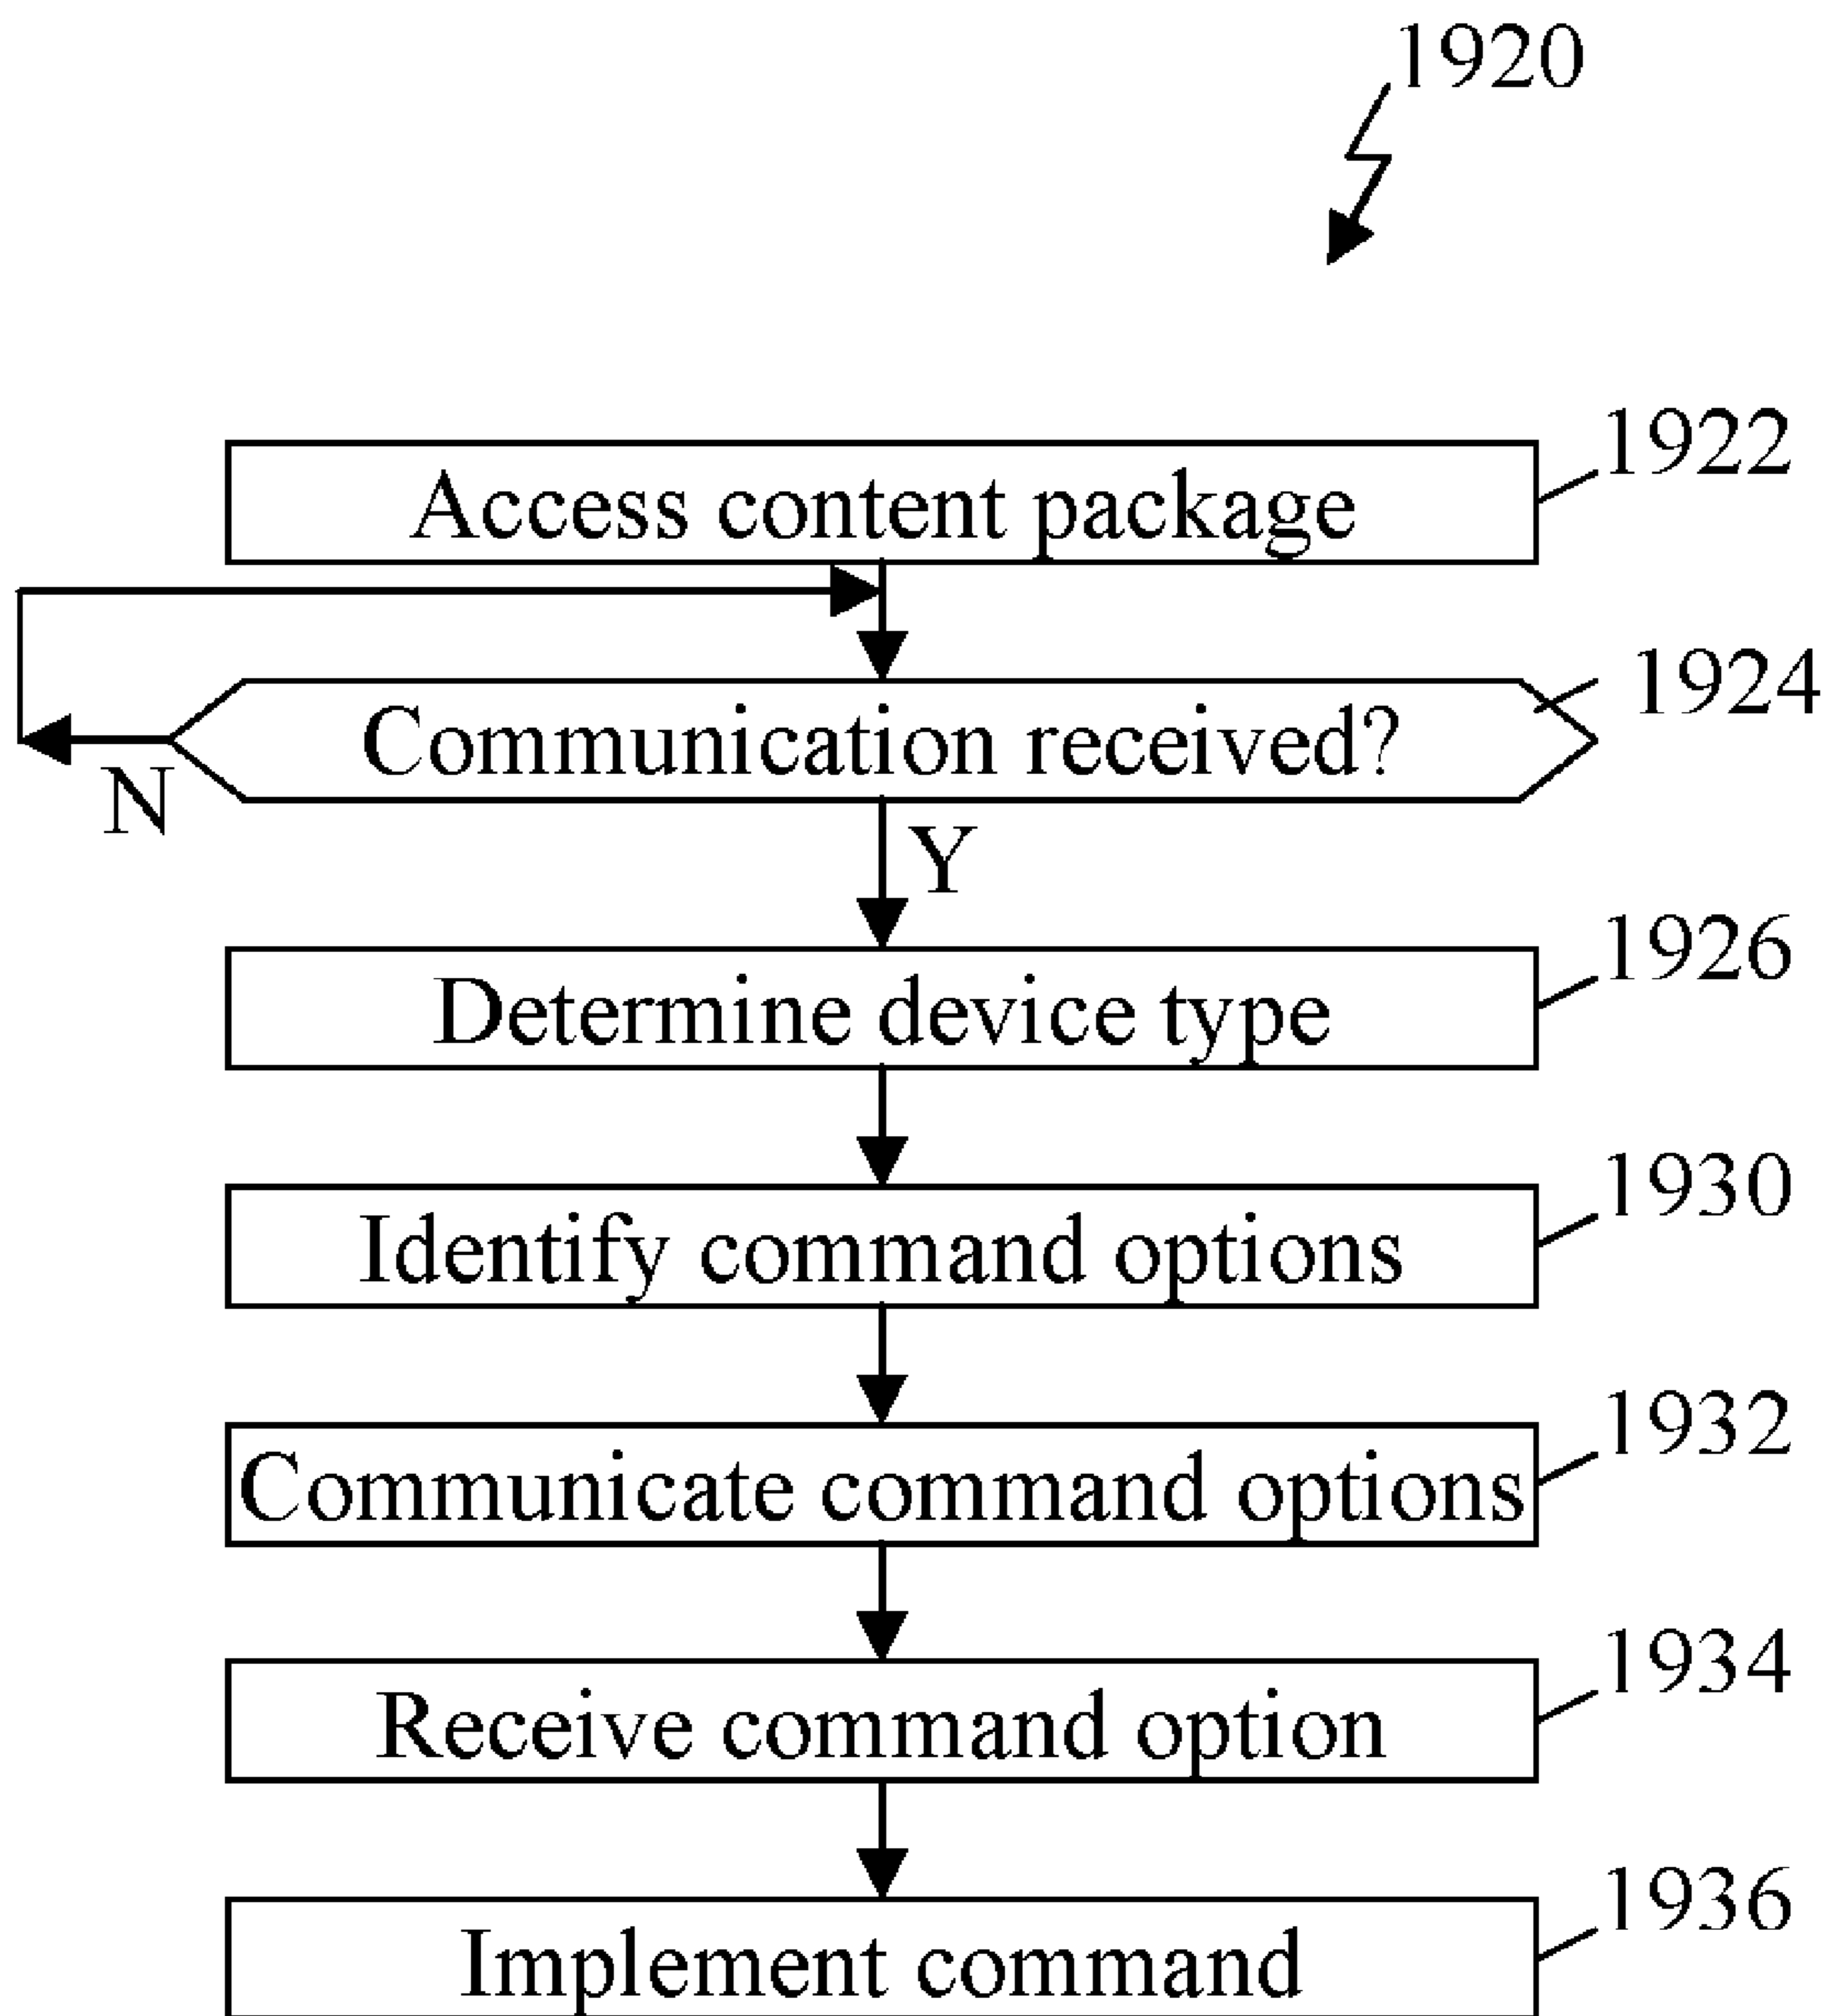 1920
Access content package
1922
Communication received?
1924
N
Y
Determine device type
1926
Identify command options
1930
Communicate command options
1932
Receive command option
1934
Implement command
1936